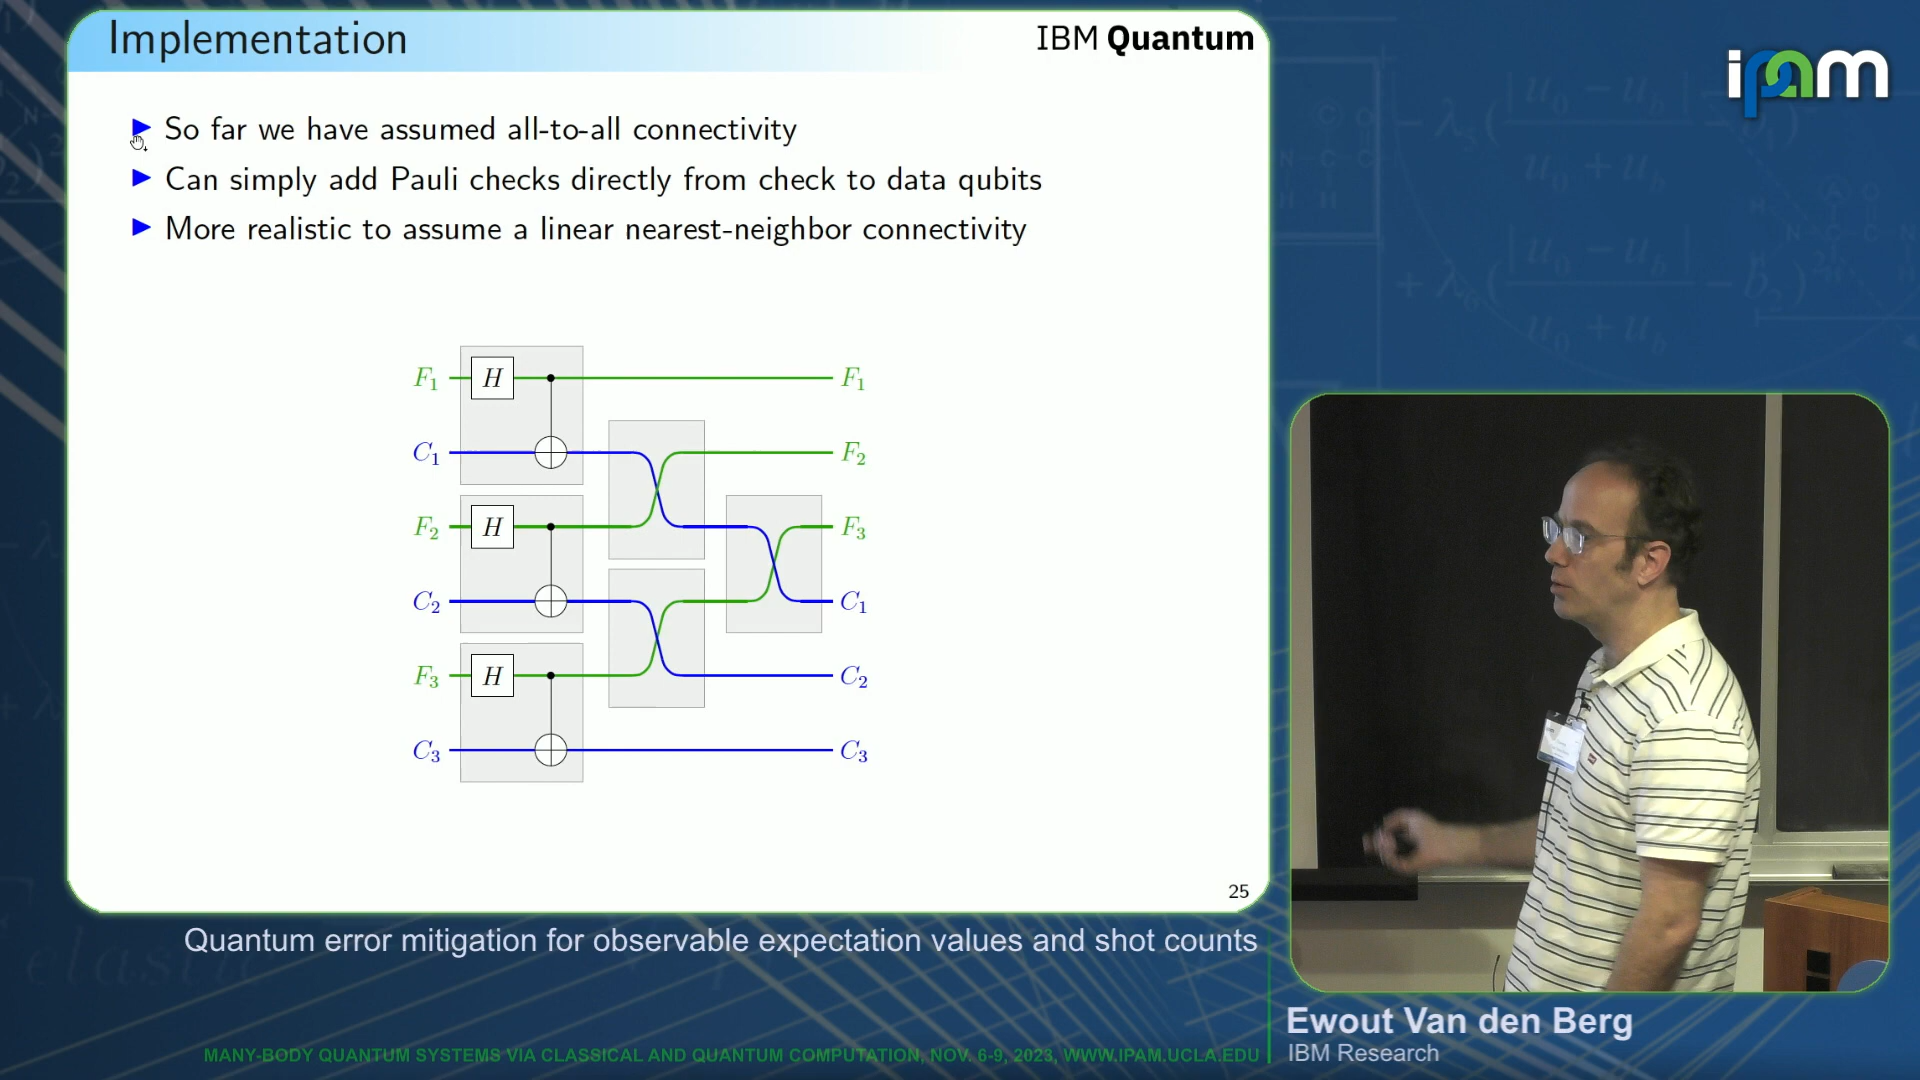 Implementation
IBM Quantum
ipam
▶ So far we have assumed all-to-all connectivity
▶ Can simply add Pauli checks directly from check to data qubits
▶ More realistic to assume a linear nearest-neighbor connectivity
F₁ H F₁
C₁ F₂
F₂ H F₃
C₂ C₁
F₃ H C₂
C₃ C₃
25
Quantum error mitigation for observable expectation values and shot counts
Ewout Van den Berg
IBM Research
MANY-BODY QUANTUM SYSTEMS VIA CLASSICAL AND QUANTUM COMPUTATION, NOV. 6-9, 2023, WWW.IPAM.UCLA.EDU